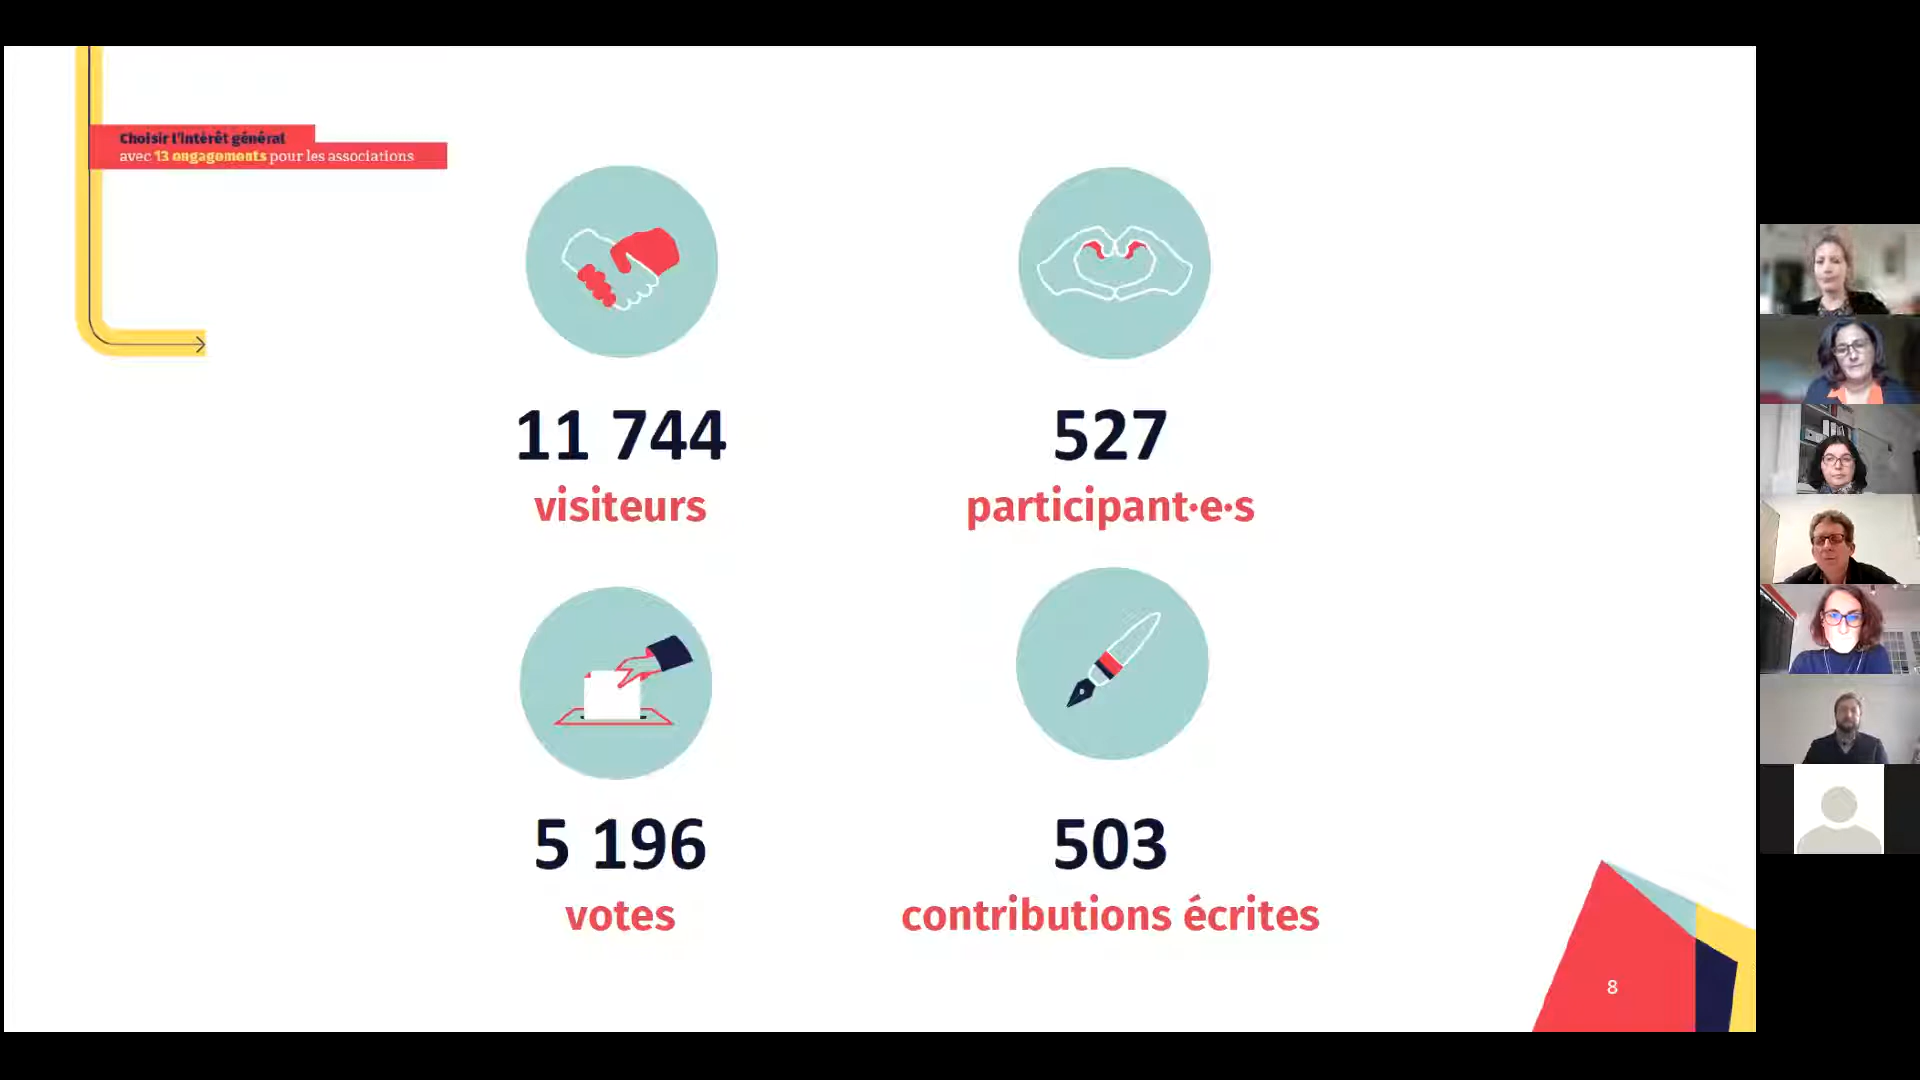 Choisir l'intérêt général
avec 13 engagements pour les associations
11 744
visiteurs
527
participant·e·s
5 196
votes
503
contributions écrites
8